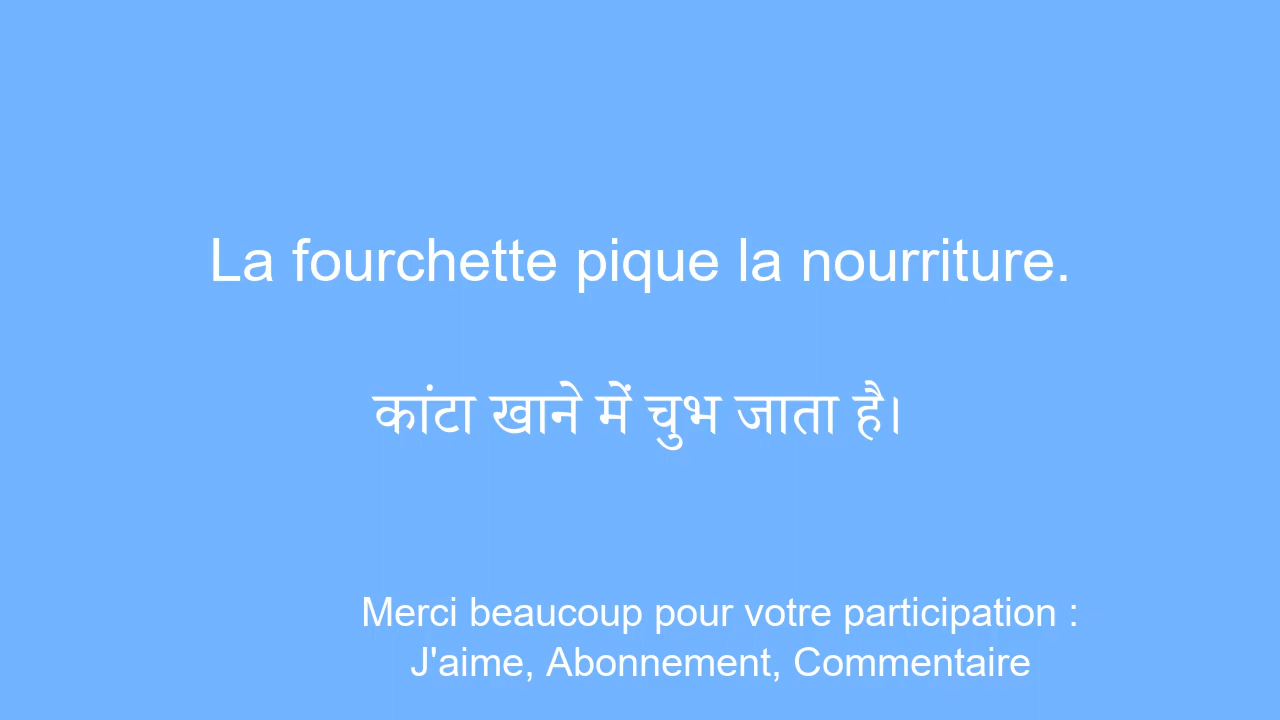 La fourchette pique la nourriture.
कांटा खाने में चुभ जाता है।
Merci beaucoup pour votre participation :
J'aime, Abonnement, Commentaire